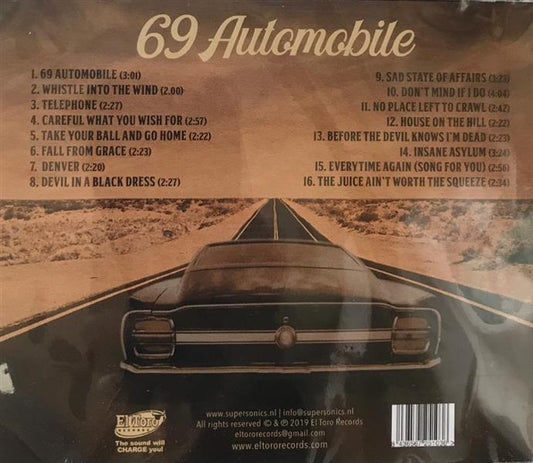 69 Automobile
1. 69 AUTOMOBILE (3:01)
2. WHISTLE INTO THE WIND (2.00)
3. TELEPHONE (2:27)
4. CAREFUL WHAT YOU WISH FOR (2:57)
5. TAKE YOUR BALL AND GO HOME (2:22)
6. FALL FROM GRACE (2:23)
7. DENVER (2:20)
8. DEVIL IN A BLACK DRESS (2:27)
9. SAD STATE OF AFFAIRS (3:23)
10. DON'T MIND IF I DO (4:04)
11. NO PLACE LEFT TO CRAWL (2:42)
12. HOUSE ON THE HILL (2:22)
13. BEFORE THE DEVIL KNOWS I'M DEAD (2:23)
14. INSANE ASYLUM (3:24)
15. EVERYTIME AGAIN (SONG FOR YOU) (2:56)
16. THE JUICE AIN'T WORTH THE SQUEEZE (2:34)
El Toro
RECORDS
The sound will
CHARGE you!
www.supersonics.nl | info@supersonics.nl
All rights reserved © & ℗ 2019 El Toro Records
eltororecords@gmail.com
www.eltororecords.com